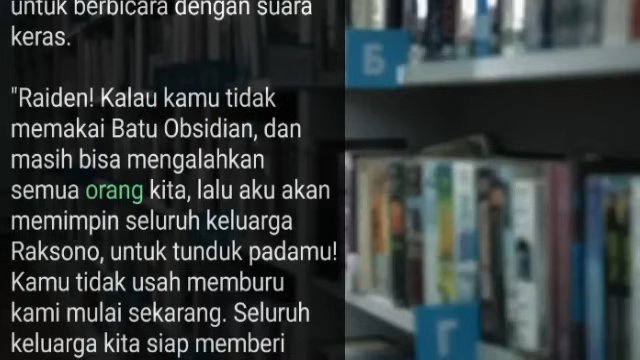 untuk berbicara dengan suara
keras.
"Raiden! Kalau kamu tidak
memakai Batu Obsidian, dan
masih bisa mengalahkan
semua orang kita, lalu aku akan
memimpin seluruh keluarga
Raksono, untuk tunduk padamu!
Kamu tidak usah memburu
kami mulai sekarang. Seluruh
keluarga kita siap memberi
Б
Г